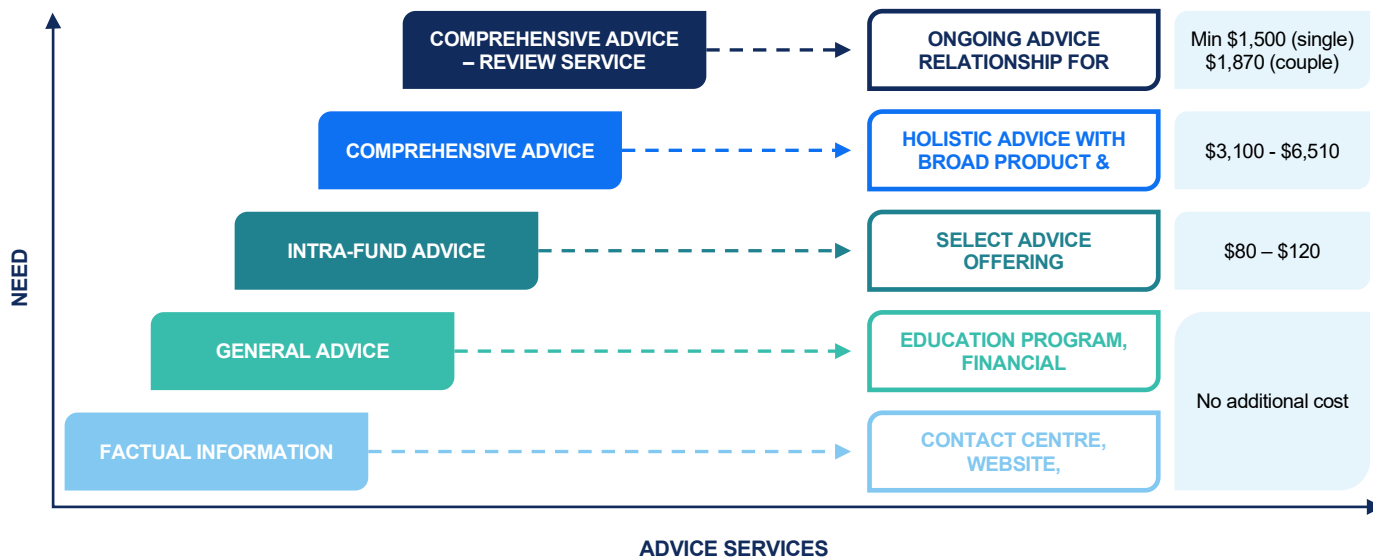 COMPREHENSIVE ADVICE
– REVIEW SERVICE
ONGOING ADVICE
RELATIONSHIP FOR
Min $1,500 (single)
$1,870 (couple)
COMPREHENSIVE ADVICE
HOLISTIC ADVICE WITH
BROAD PRODUCT &
$3,100 - $6,510
INTRA-FUND ADVICE
SELECT ADVICE
OFFERING
$80 – $120
GENERAL ADVICE
EDUCATION PROGRAM,
FINANCIAL
No additional cost
FACTUAL INFORMATION
CONTACT CENTRE,
WEBSITE,
NEED
ADVICE SERVICES